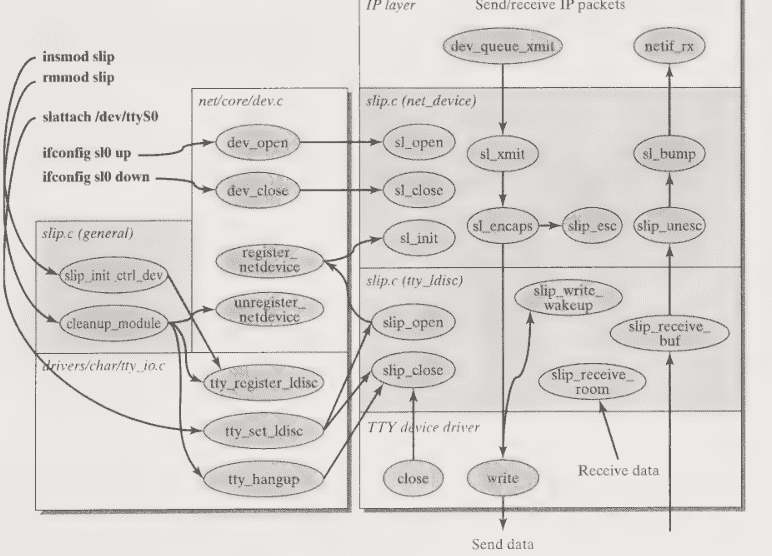 IP layer
Send/receive IP packets
insmod slip
rmmod slip
slattach /dev/ttyS0
ifconfig sl0 up
ifconfig sl0 down
net/core/dev.c
dev_open
dev_close
register_
netdevice
unregister_
netdevice
slip.c (general)
slip_init_ctrl_dev
cleanup_module
drivers/char/tty_io.c
tty_register_ldisc
tty_set_ldisc
tty_hangup
dev_queue_xmit
netif_rx
slip.c (net_device)
sl_open
sl_xmit
sl_bump
sl_close
sl_encaps
slip_esc
slip_unesc
sl_init
slip.c (tty_ldisc)
slip_write_
wakeup
slip_open
slip_receive_
buf
slip_close
slip_receive_
room
TTY device driver
Receive data
close
write
Send data